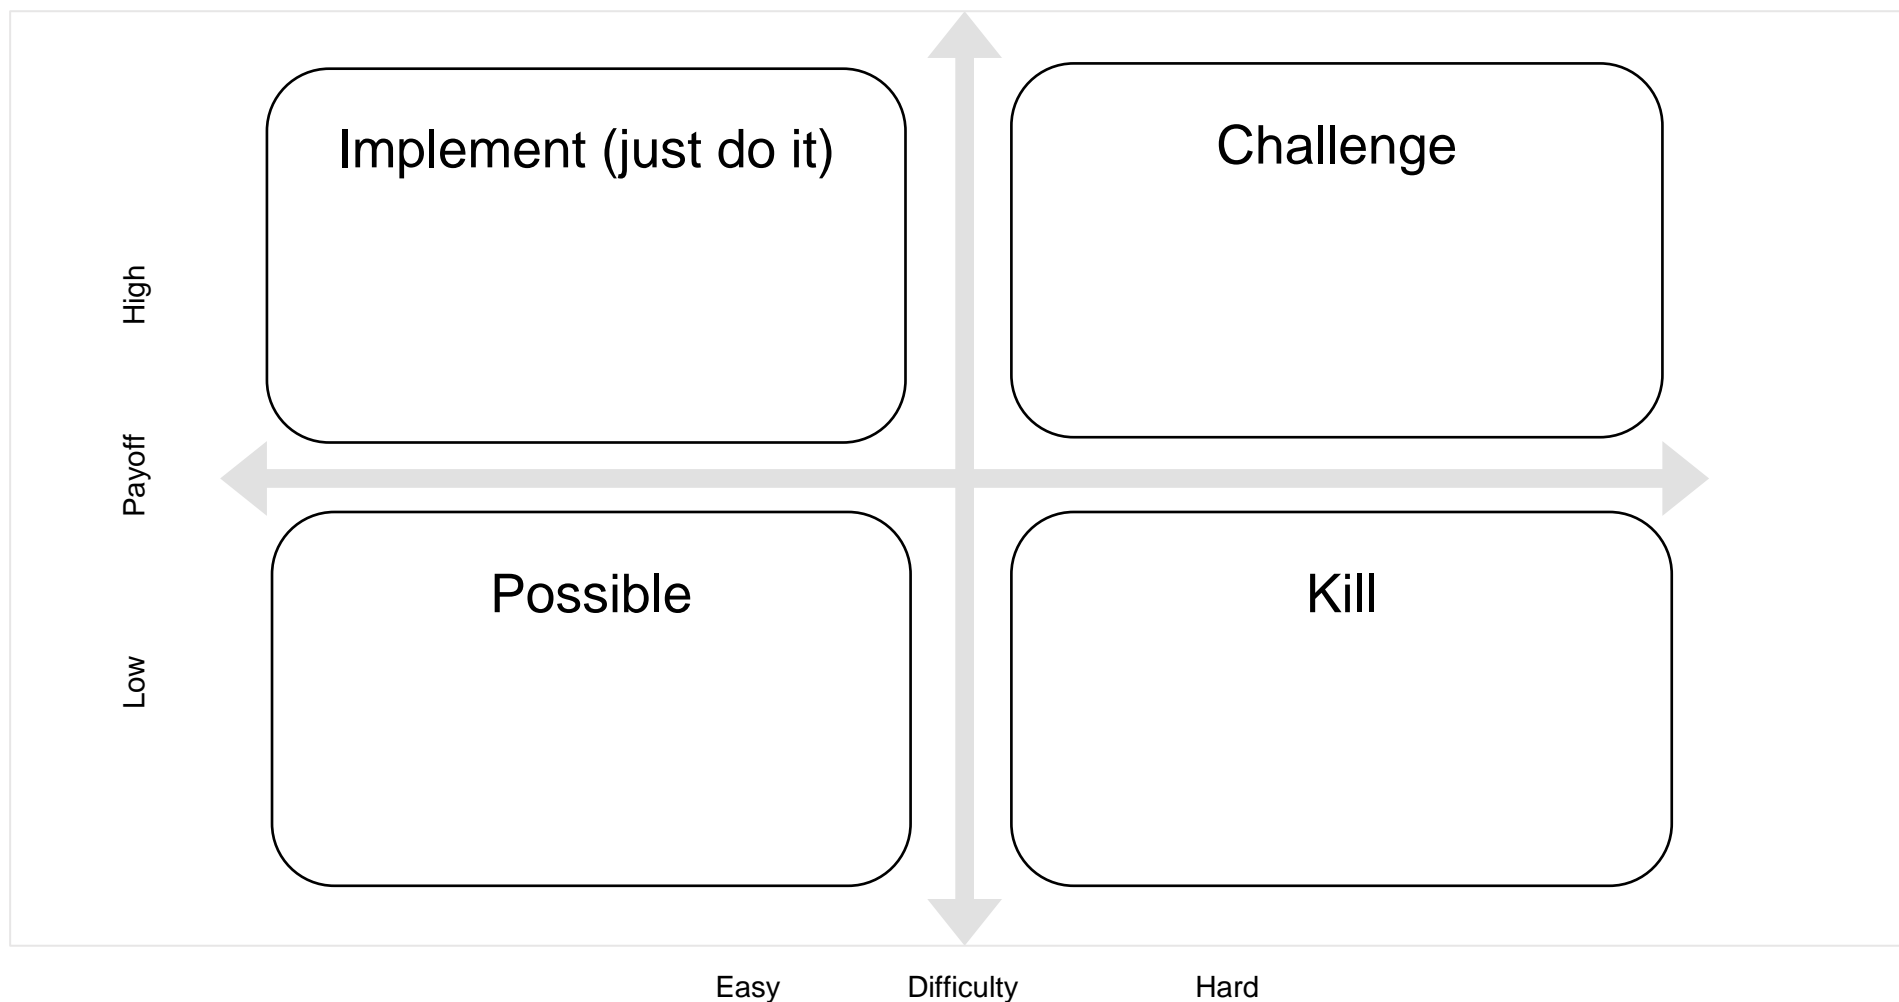 Implement (just do it)
Challenge
High
Payoff
Possible
Kill
Low
Easy Difficulty Hard